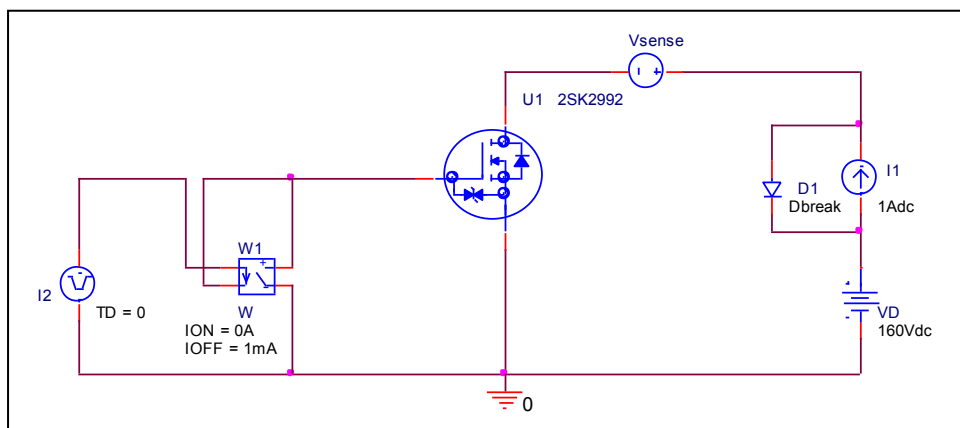 Vsense
U1 2SK2992
D1
Dbreak
I1
1Adc
W1
I2
TD = 0
W
ION = 0A
IOFF = 1mA
VD
160Vdc
0